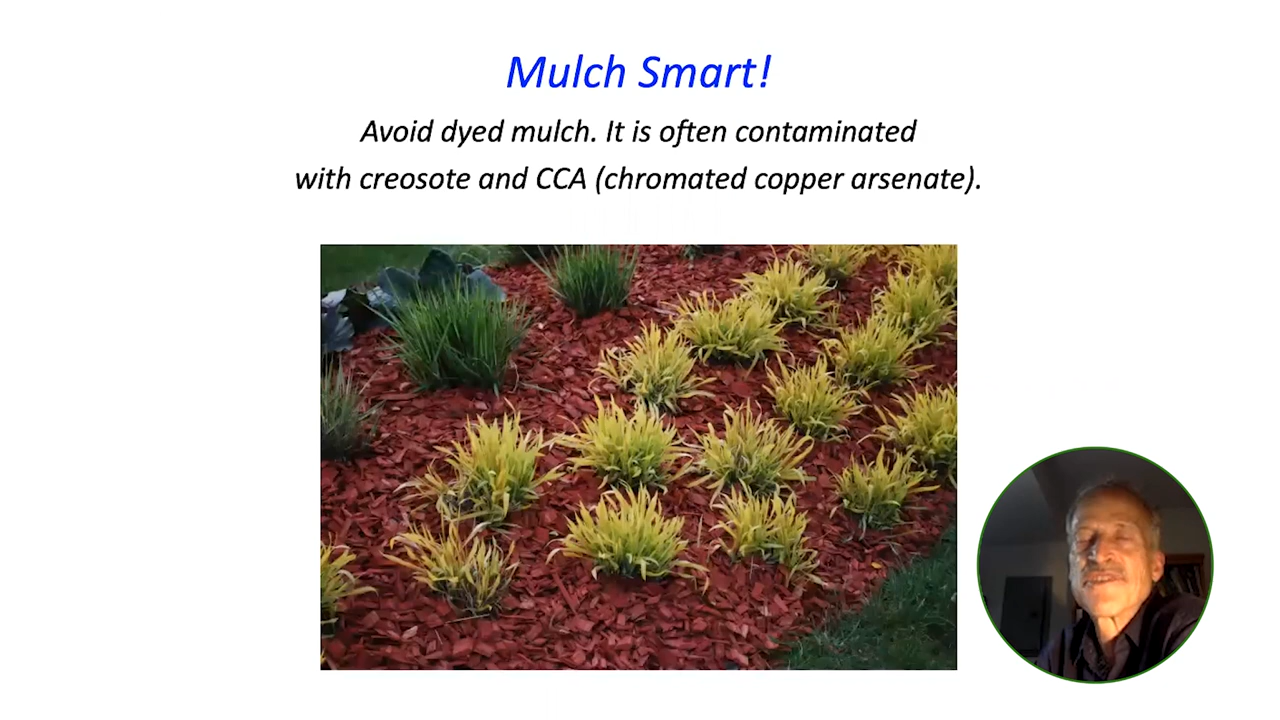 Mulch Smart!
Avoid dyed mulch. It is often contaminated
with creosote and CCA (chromated copper arsenate).